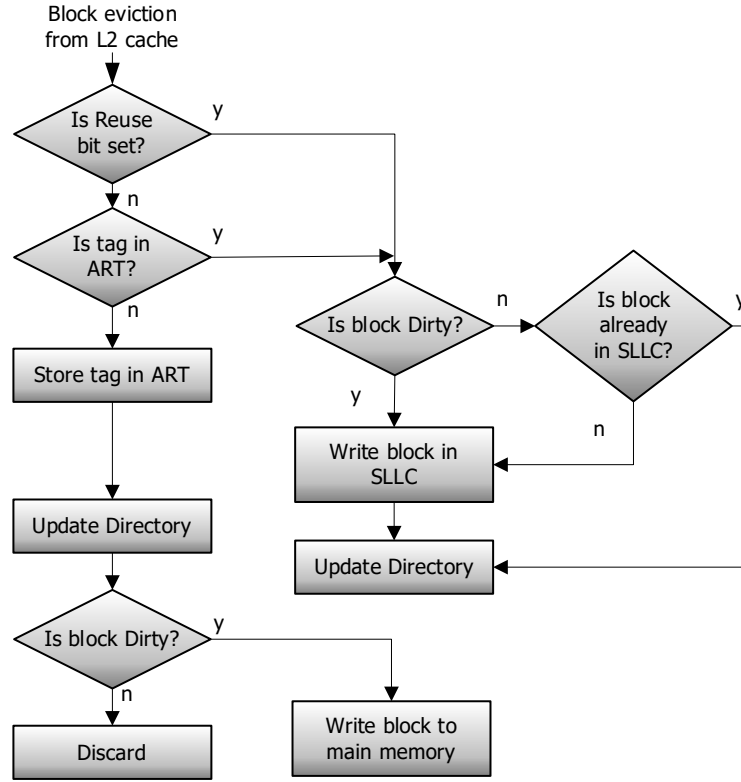 Block eviction
from L2 cache
Is Reuse
bit set?
y
n
Is tag in
ART?
y
n
Store tag in ART
Update Directory
Is block Dirty?
y
n
Discard
Write block to
main memory
Is block Dirty?
n
y
Is block
already
in SLLC?
y
n
Write block in
SLLC
Update Directory